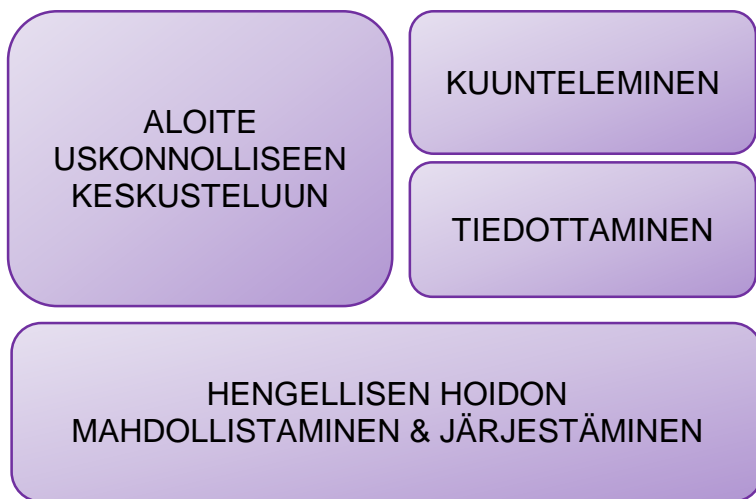 ALOITE
USKONNOLLISEEN
KESKUSTELUUN
KUUNTELEMINEN
TIEDOTTAMINEN
HENGELLISEN HOIDON
MAHDOLLISTAMINEN & JÄRJESTÄMINEN